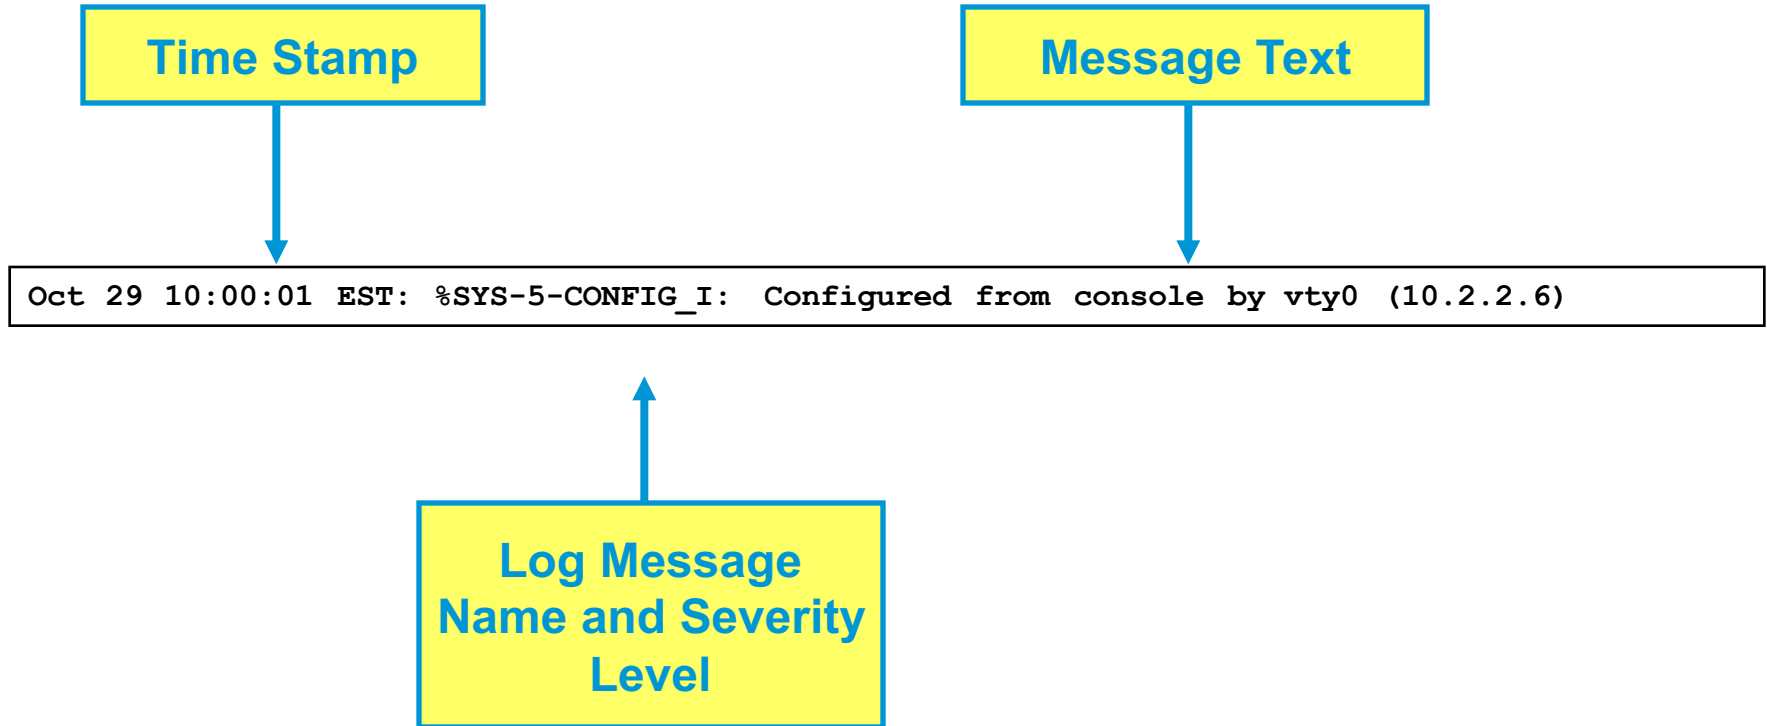 Time Stamp
Message Text
Oct 29 10:00:01 EST: %SYS-5-CONFIG_I: Configured from console by vty0 (10.2.2.6)
Log Message
Name and Severity
Level